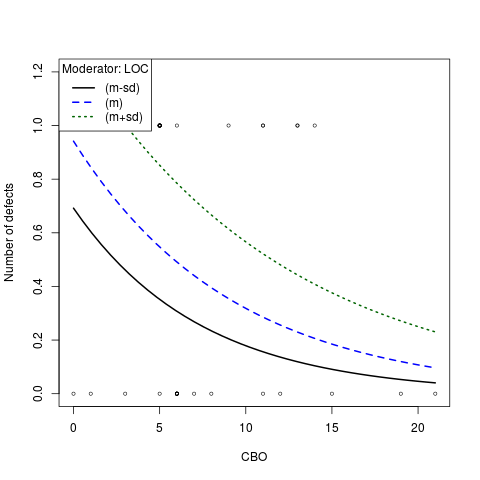 Moderator: LOC
(m-sd)
(m)
(m+sd)
Number of defects
1.2
1.0
0.8
0.6
0.4
0.2
0.0
0 5 10 15 20
CBO